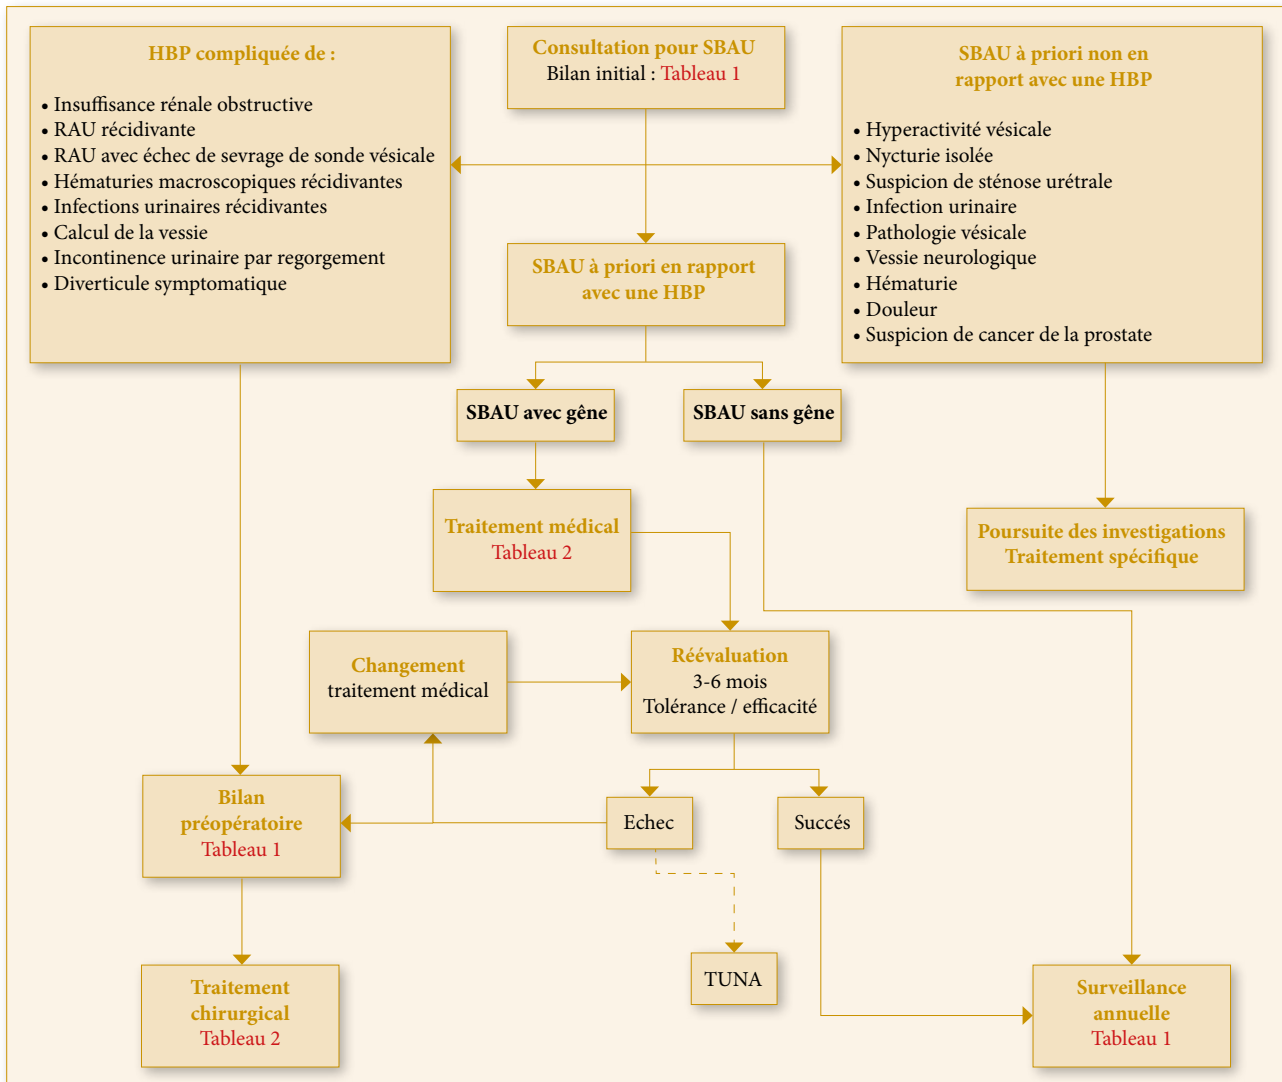 HBP compliquée de :
• Insuffisance rénale obstructive
• RAU récidivante
• RAU avec échec de sevrage de sonde vésicale
• Hématuries macroscopiques récidivantes
• Infections urinaires récidivantes
• Calcul de la vessie
• Incontinence urinaire par regorgement
• Diverticule symptomatique
Consultation pour SBAU
Bilan initial : Tableau 1
SBAU à priori non en
rapport avec une HBP
• Hyperactivité vésicale
• Nycturie isolée
• Suspicion de sténose urétrale
• Infection urinaire
• Pathologie vésicale
• Vessie neurologique
• Hématurie
• Douleur
• Suspicion de cancer de la prostate
SBAU à priori en rapport
avec une HBP
SBAU avec gêne
SBAU sans gêne
Traitement médical
Tableau 2
Poursuite des investigations
Traitement spécifique
Changement
traitement médical
Réévaluation
3-6 mois
Tolérance / efficacité
Bilan
préopératoire
Tableau 1
Echec
Succés
TUNA
Traitement
chirurgical
Tableau 2
Surveillance
annuelle
Tableau 1